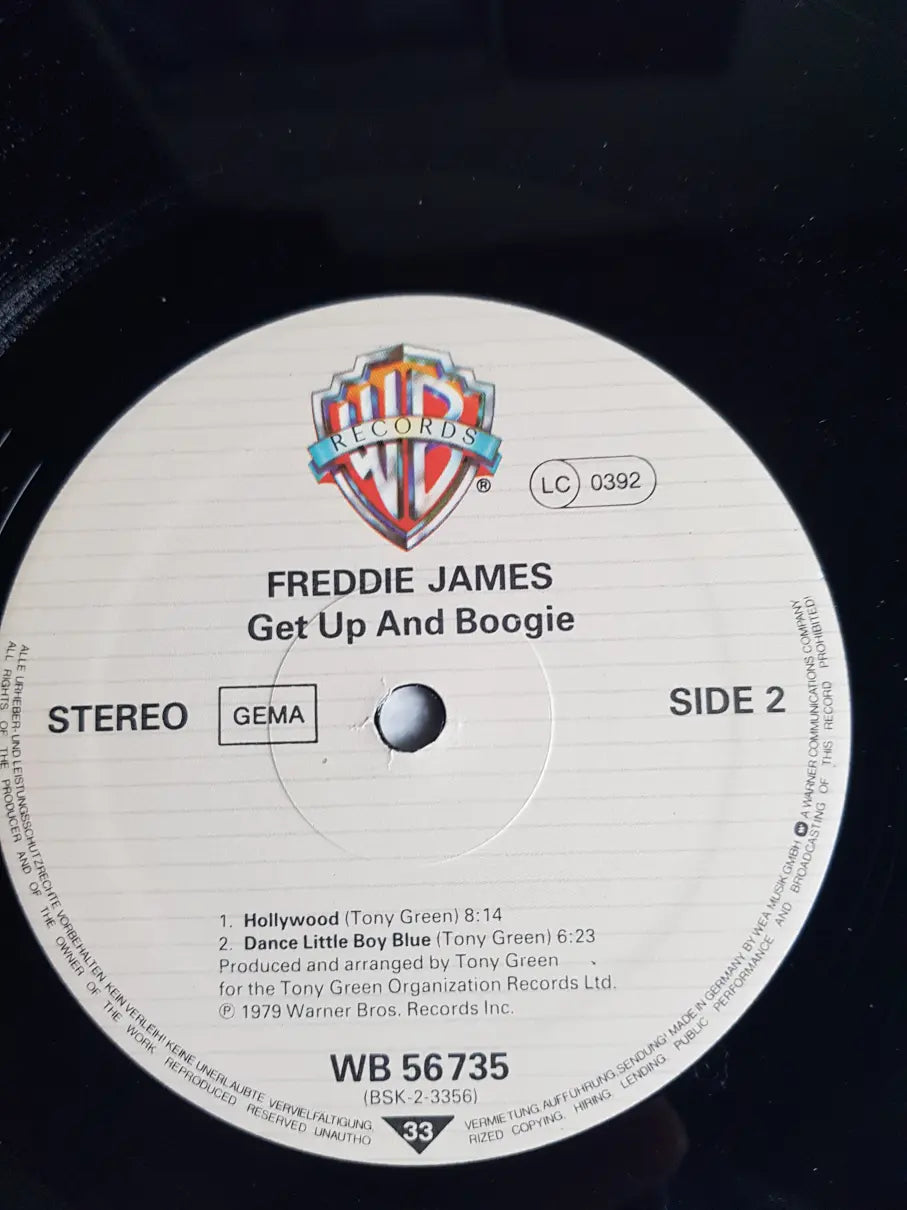 WB
RECORDS
®
LC 0392
FREDDIE JAMES
Get Up And Boogie
STEREO
GEMA
SIDE 2
1. Hollywood (Tony Green) 8:14
2. Dance Little Boy Blue (Tony Green) 6:23
Produced and arranged by Tony Green
for the Tony Green Organization Records Ltd.
℗ 1979 Warner Bros. Records Inc.
WB 56735
(BSK-2-3356)
33
ALLE URHEBER-UND LEISTUNGSSCHUTZRECHTE VORBEHALTEN KEIN VERLEIH! KEINE UNERLAUBTE VERVIELFÄLTIGUNG, VERMIETUNG, AUFFÜHRUNG, SENDUNG! MADE IN GERMANY BY WEA MUSIK GMBH A WARNER COMMUNICATIONS COMPANY
ALL RIGHTS OF THE PRODUCER AND OF THE OWNER OF THE WORK REPRODUCED RESERVED UNAUTHORIZED COPYING, HIRING, LENDING, PUBLIC PERFORMANCE AND BROADCASTING OF THIS RECORD PROHIBITED!